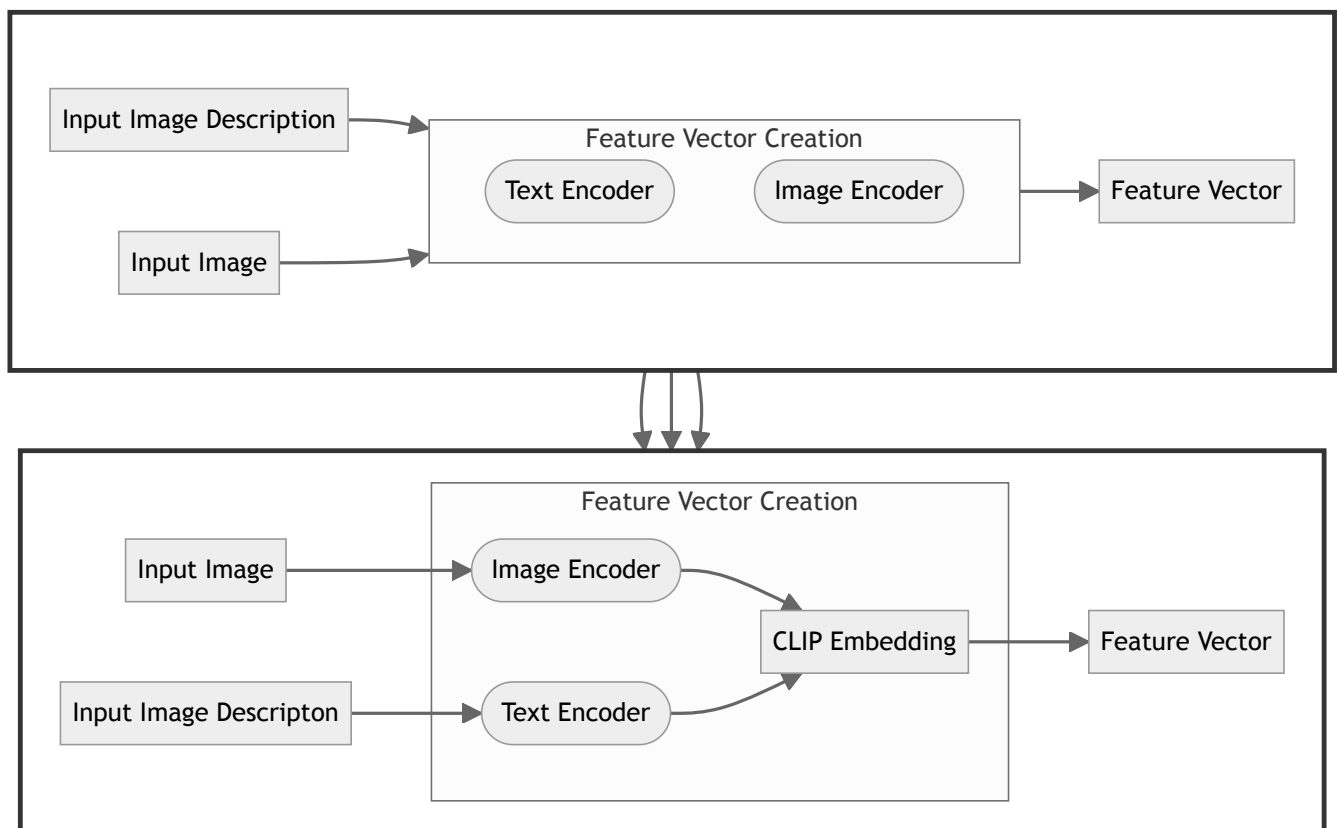 Input Image Description
Feature Vector Creation
Text Encoder
Image Encoder
Feature Vector
Input Image
Feature Vector Creation
Input Image
Image Encoder
CLIP Embedding
Feature Vector
Input Image Descripton
Text Encoder